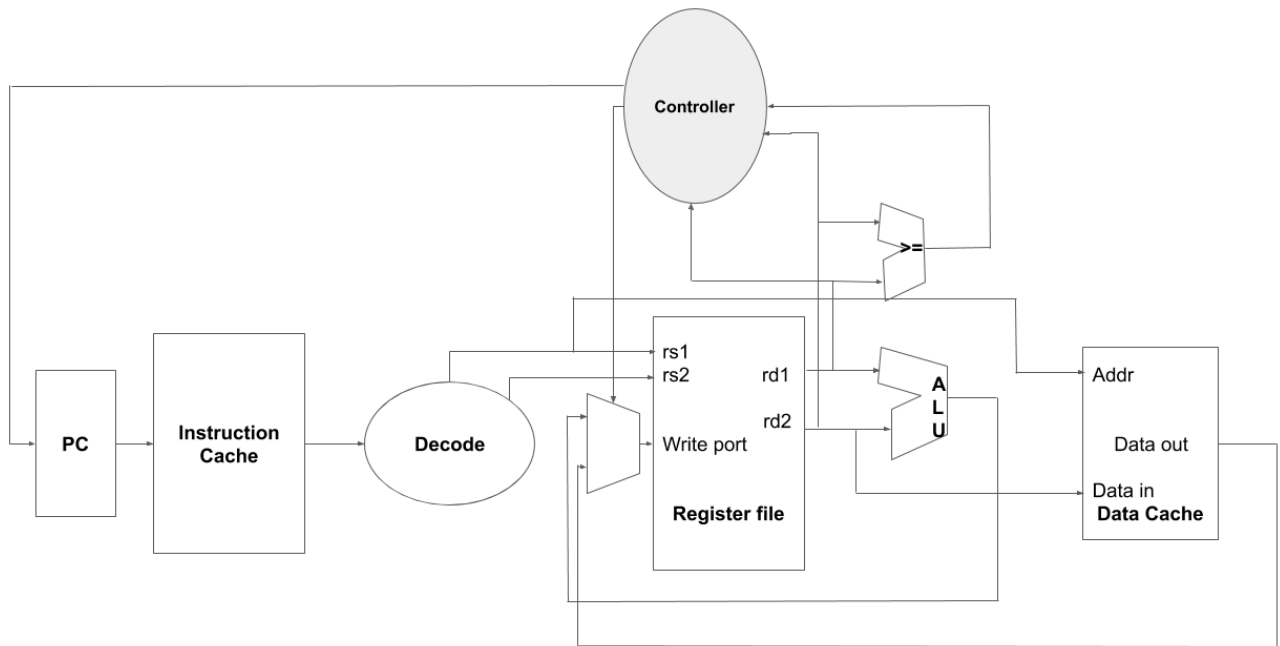 Controller
>=
rs1
rs2
rd1
rd2
Write port
Register file
PC
Instruction
Cache
Decode
A
L
U
Addr
Data out
Data in
Data Cache